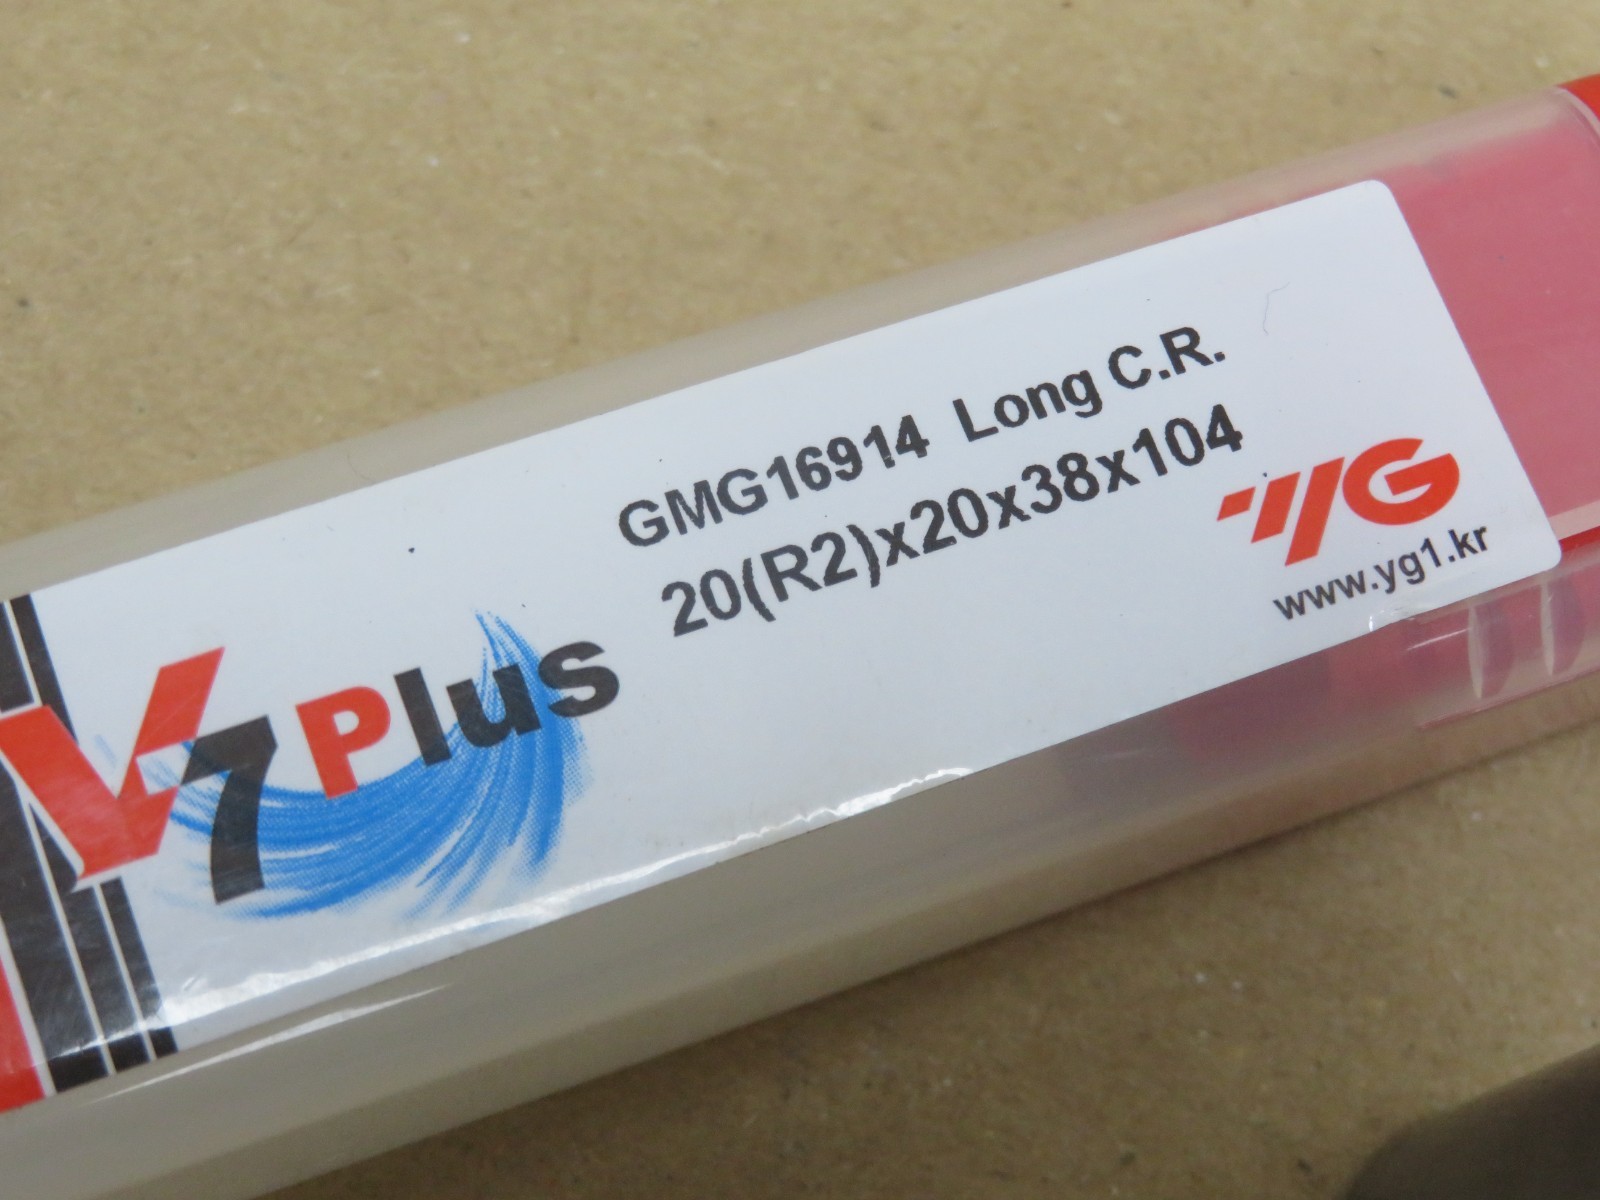 GMG16914 Long C.R.
20(R2)x20x38x104
YG
www.yg1.kr
V7 Plus